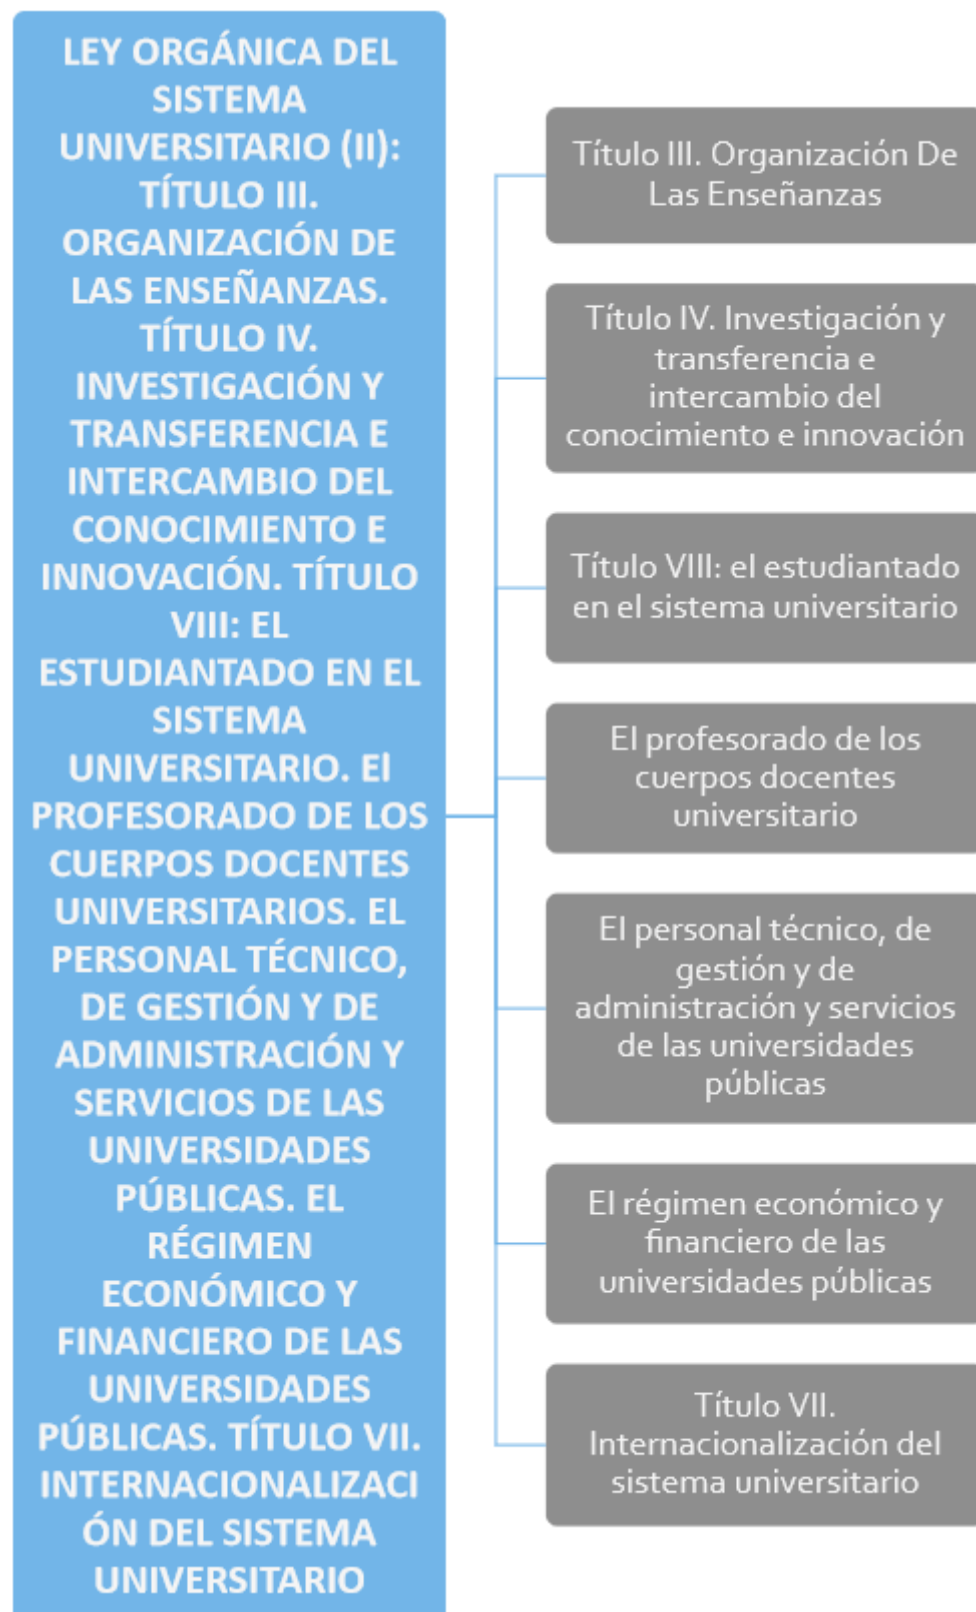 LEY ORGÁNICA DEL
SISTEMA
UNIVERSITARIO (II):
TÍTULO III.
ORGANIZACIÓN DE
LAS ENSEÑANZAS.
TÍTULO IV.
INVESTIGACIÓN Y
TRANSFERENCIA E
INTERCAMBIO DEL
CONOCIMIENTO E
INNOVACIÓN. TÍTULO
VIII: EL
ESTUDIANTADO EN EL
SISTEMA
UNIVERSITARIO. El
PROFESORADO DE LOS
CUERPOS DOCENTES
UNIVERSITARIOS. EL
PERSONAL TÉCNICO,
DE GESTIÓN Y DE
ADMINISTRACIÓN Y
SERVICIOS DE LAS
UNIVERSIDADES
PÚBLICAS. EL
RÉGIMEN
ECONÓMICO Y
FINANCIERO DE LAS
UNIVERSIDADES
PÚBLICAS. TÍTULO VII.
INTERNACIONALIZACI
ÓN DEL SISTEMA
UNIVERSITARIO
Título III. Organización De
Las Enseñanzas
Título IV. Investigación y
transferencia e
intercambio del
conocimiento e innovación
Título VIII: el estudiantado
en el sistema universitario
El profesorado de los
cuerpos docentes
universitario
El personal técnico, de
gestión y de
administración y servicios
de las universidades
públicas
El régimen económico y
financiero de las
universidades públicas
Título VII.
Internacionalización del
sistema universitario